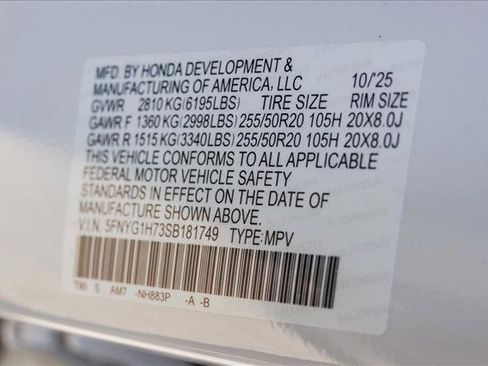 MFD. BY HONDA DEVELOPMENT &
MANUFACTURING OF AMERICA, LLC 10/'25
GVWR 2810 KG(6195LBS) TIRE SIZE RIM SIZE
GAWR F 1360 KG(2998LBS) 255/50R20 105H 20X8.0J
GAWR R 1515 KG(3340LBS) 255/50R20 105H 20X8.0J
THIS VEHICLE CONFORMS TO ALL APPLICABLE
FEDERAL MOTOR VEHICLE SAFETY
STANDARDS IN EFFECT ON THE DATE OF
MANUFACTURE SHOWN ABOVE.
V.I.N. 5FNYG1H73SB181749 TYPE:MPV
T90 S AM7 -NH883P -A -B